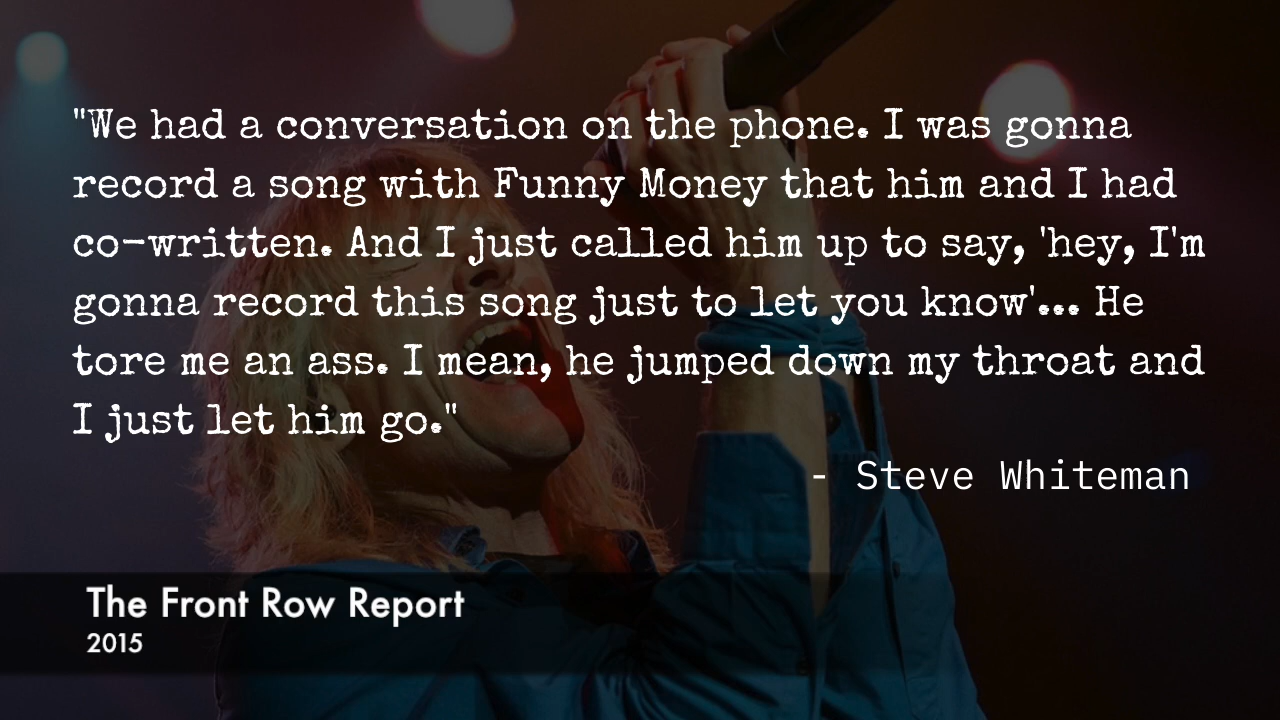 "We had a conversation on the phone. I was gonna
record a song with Funny Money that him and I had
co-written. And I just called him up to say, 'hey, I'm
gonna record this song just to let you know'... He
tore me an ass. I mean, he jumped down my throat and
I just let him go."
- Steve Whiteman
The Front Row Report
2015